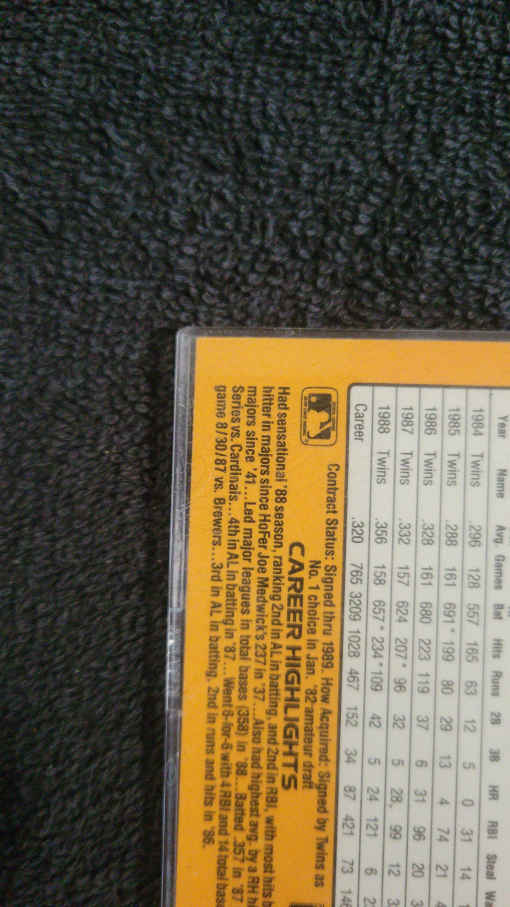 Year Name Avg Games Bat Hits Runs 2B 3B HR RBI Steal Wa
1984 Twins .296 128 557 165 63 12 5 0 31 14 1
1985 Twins .288 161 691* 199 80 29 13 4 74 21 4
1986 Twins .328 161 680 223 119 37 6 31 96 20 3
1987 Twins .332 157 624 207* 96 32 5 28, 99 12 3
1988 Twins .356 158 657* 234* 109 42 5 24 121 6 2
Career .320 765 3209 1028 467 152 34 87 421 73 146
Contract Status: Signed thru 1989. How Acquired: Signed by Twins as
No. 1 choice in Jan. '82 amateur draft
CAREER HIGHLIGHTS
Had sensational '88 season, ranking 2nd in AL in batting, and 2nd in RBI, with most hits b
hitter in majors since HoFer Joe Medwick's 237 in '37...Also had highest avg. by a RH hi
majors since '41...Led major leagues in total bases (358) in '88...Batted .357 in '87
Series vs. Cardinals...4th in AL in batting in '87...Went 6-for-6 with 4 RBI and 14 total base
game 8/30/87 vs. Brewers...3rd in AL in batting, 2nd in runs and hits in '86.